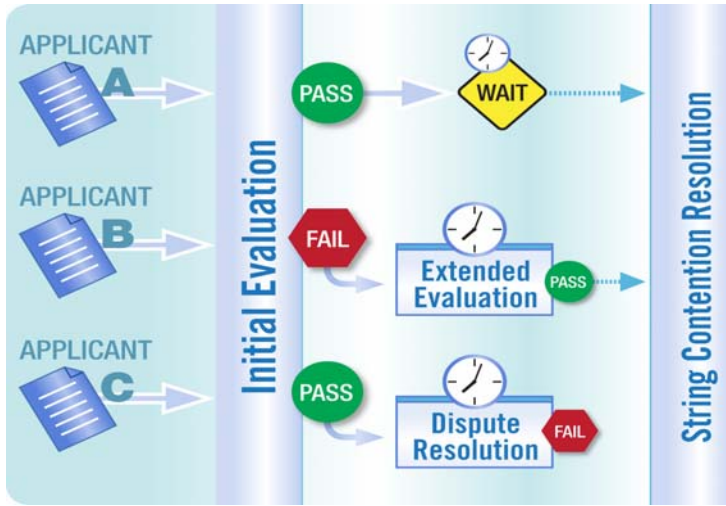 APPLICANT
A
PASS
WAIT
APPLICANT
B
FAIL
Extended
Evaluation
PASS
APPLICANT
C
PASS
Dispute
Resolution
FAIL
Initial Evaluation
String Contention Resolution